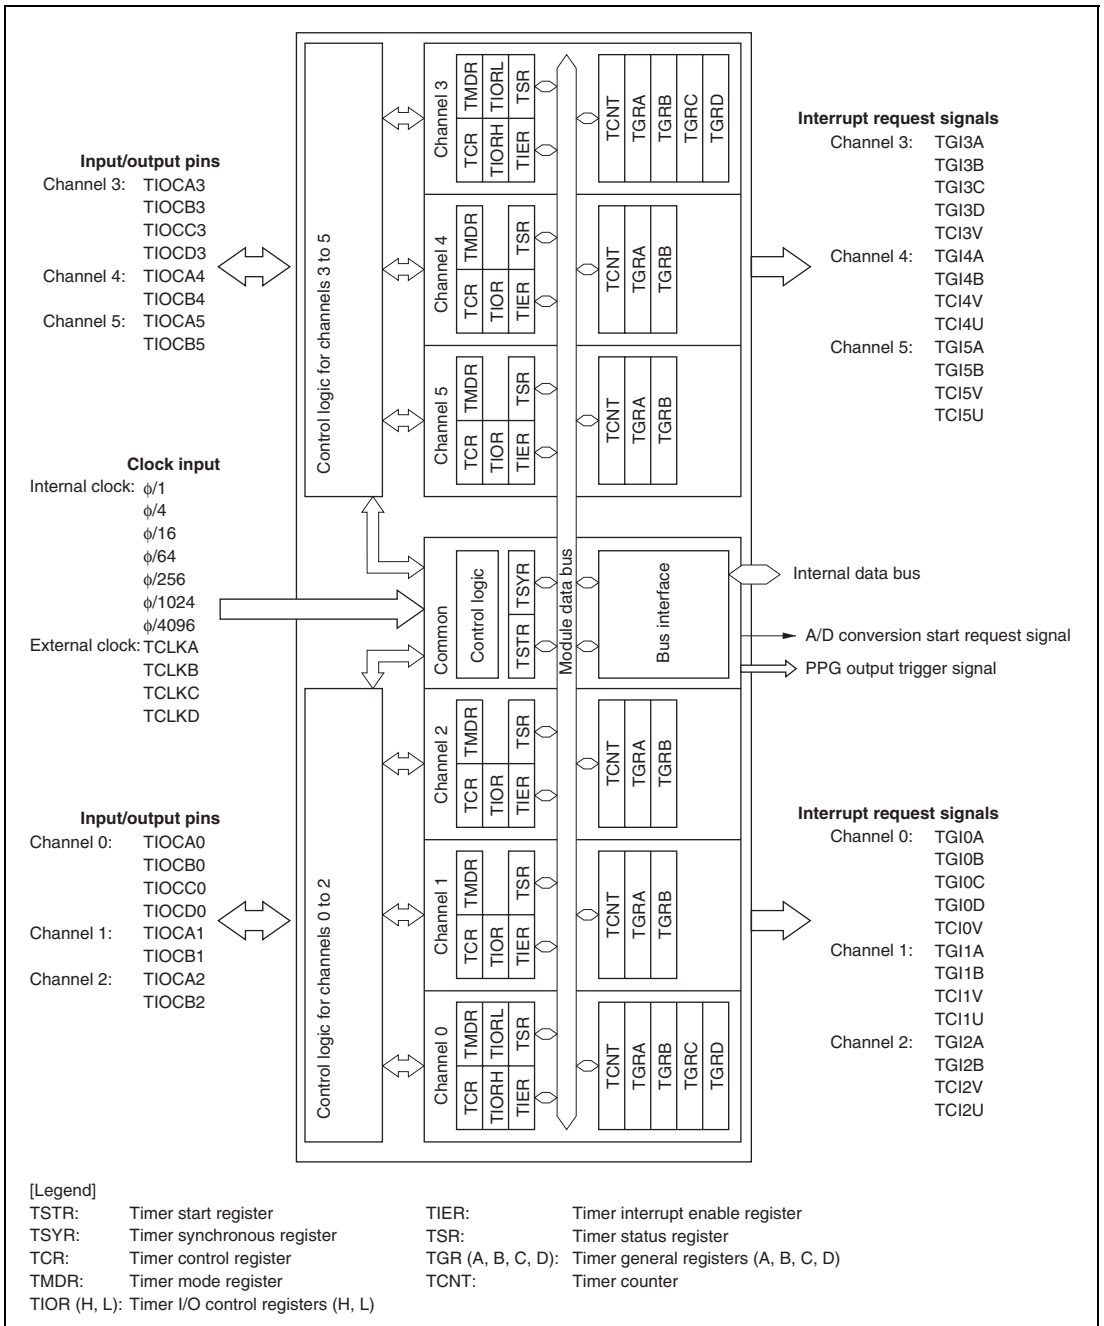 Input/output pins
Channel 3: TIOCA3
TIOCB3
TIOCC3
TIOCD3
Channel 4: TIOCA4
TIOCB4
Channel 5: TIOCA5
TIOCB5
Clock input
Internal clock: ϕ/1
ϕ/4
ϕ/16
ϕ/64
ϕ/256
ϕ/1024
ϕ/4096
External clock: TCLKA
TCLKB
TCLKC
TCLKD
Input/output pins
Channel 0: TIOCA0
TIOCB0
TIOCC0
TIOCD0
Channel 1: TIOCA1
TIOCB1
Channel 2: TIOCA2
TIOCB2
Control logic for channels 3 to 5
Control logic for channels 0 to 2
Channel 3
TCR TMDR
TIORH TIORL
TIER TSR
TCNT
TGRA
TGRB
TGRC
TGRD
Channel 4
TCR TMDR
TIOR
TIER TSR
TCNT
TGRA
TGRB
Channel 5
TCR TMDR
TIOR
TIER TSR
TCNT
TGRA
TGRB
Common
Control logic
TSTR TSYR
Module data bus
Bus interface
Channel 2
TCR TMDR
TIOR
TIER TSR
TCNT
TGRA
TGRB
Channel 1
TCR TMDR
TIOR
TIER TSR
TCNT
TGRA
TGRB
Channel 0
TCR TMDR
TIORH TIORL
TIER TSR
TCNT
TGRA
TGRB
TGRC
TGRD
Interrupt request signals
Channel 3: TGI3A
TGI3B
TGI3C
TGI3D
TCI3V
Channel 4: TGI4A
TGI4B
TCI4V
TCI4U
Channel 5: TGI5A
TGI5B
TCI5V
TCI5U
Internal data bus
A/D conversion start request signal
PPG output trigger signal
Interrupt request signals
Channel 0: TGI0A
TGI0B
TGI0C
TGI0D
TCI0V
Channel 1: TGI1A
TGI1B
TCI1V
TCI1U
Channel 2: TGI2A
TGI2B
TCI2V
TCI2U
[Legend]
TSTR: Timer start register
TSYR: Timer synchronous register
TCR: Timer control register
TMDR: Timer mode register
TIOR (H, L): Timer I/O control registers (H, L)
TIER: Timer interrupt enable register
TSR: Timer status register
TGR (A, B, C, D): Timer general registers (A, B, C, D)
TCNT: Timer counter